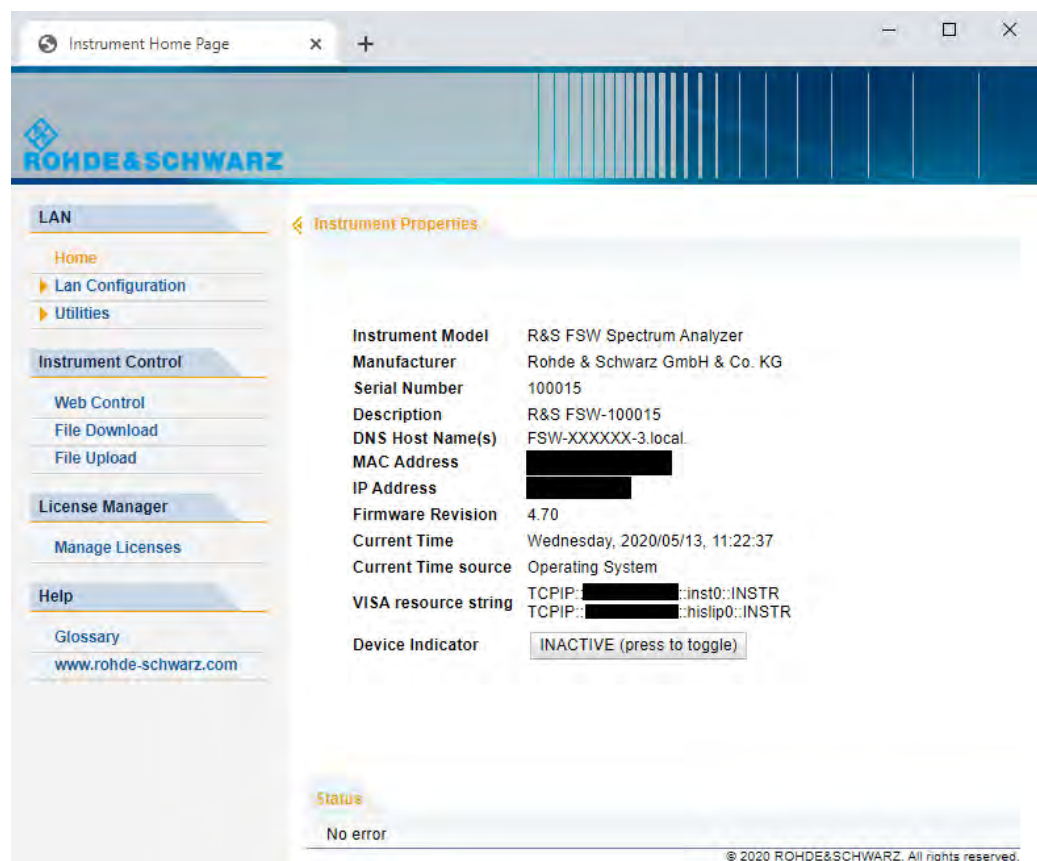 Instrument Home Page
ROHDE&SCHWARZ
LAN
Home
Lan Configuration
Utilities
Instrument Control
Web Control
File Download
File Upload
License Manager
Manage Licenses
Help
Glossary
www.rohde-schwarz.com
Instrument Properties
Instrument Model R&S FSW Spectrum Analyzer
Manufacturer Rohde & Schwarz GmbH & Co. KG
Serial Number 100015
Description R&S FSW-100015
DNS Host Name(s) FSW-XXXXXX-3.local.
MAC Address
IP Address
Firmware Revision 4.70
Current Time Wednesday, 2020/05/13, 11:22:37
Current Time source Operating System
VISA resource string TCPIP:: ::inst0::INSTR
TCPIP:: ::hislip0::INSTR
Device Indicator INACTIVE (press to toggle)
Status
No error
© 2020 ROHDE&SCHWARZ. All rights reserved.